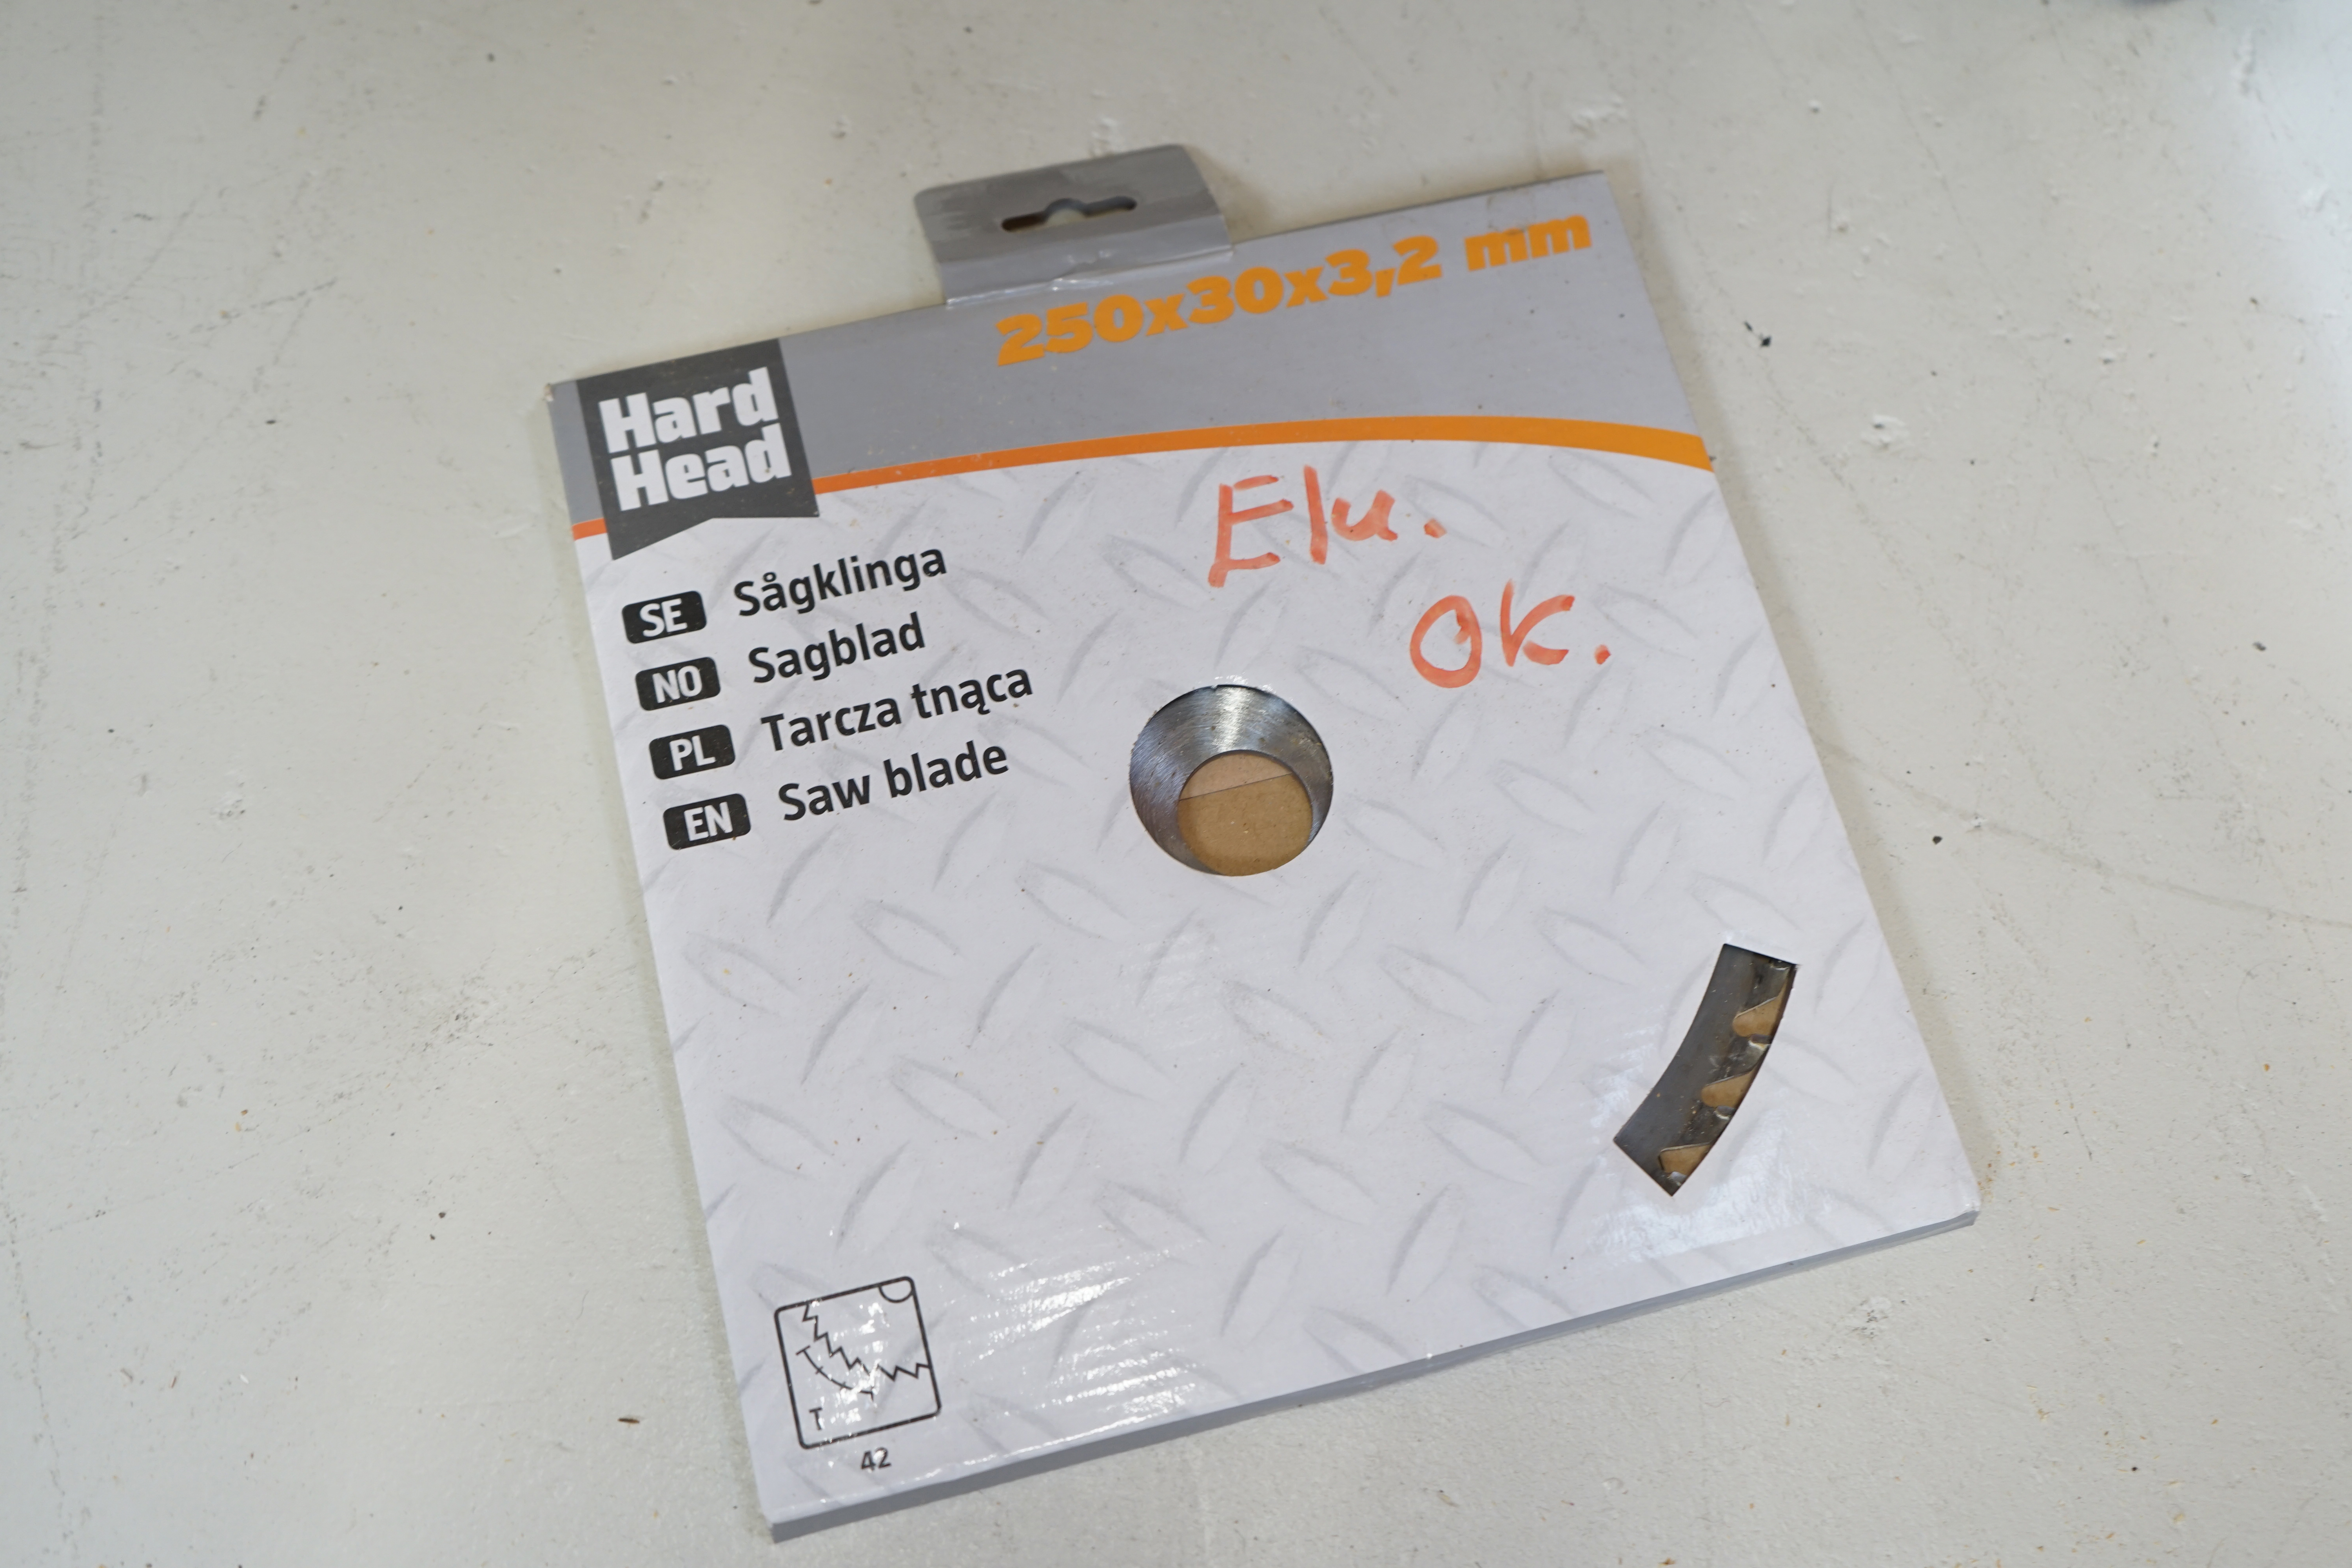 250x30x3,2 mm
Hard
Head
Elu.
OK.
SE Sågklinga
NO Sagblad
PL Tarcza tnąca
EN Saw blade
T
42